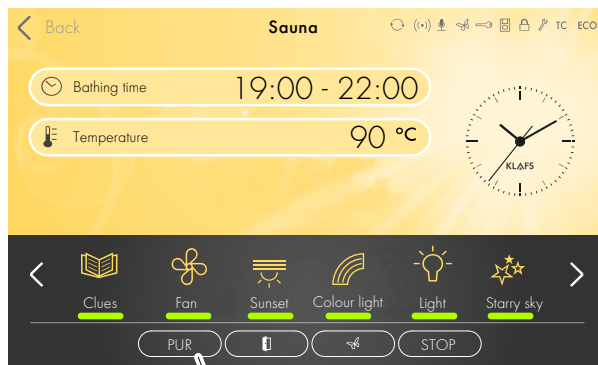 Back Sauna TC ECO
Bathing time 19:00 - 22:00
Temperature 90 °C
KLAFS
Clues Fan Sunset Colour light Light Starry sky
PUR STOP